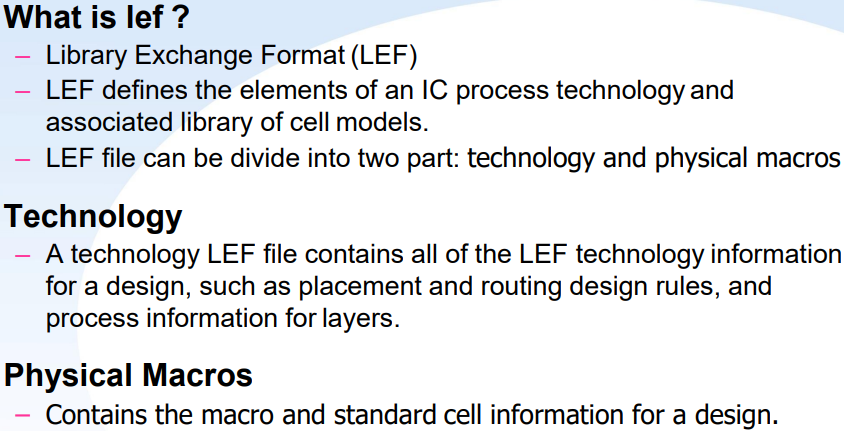 What is lef ?
– Library Exchange Format (LEF)
– LEF defines the elements of an IC process technology and
associated library of cell models.
– LEF file can be divide into two part: technology and physical macros
Technology
– A technology LEF file contains all of the LEF technology information
for a design, such as placement and routing design rules, and
process information for layers.
Physical Macros
– Contains the macro and standard cell information for a design.